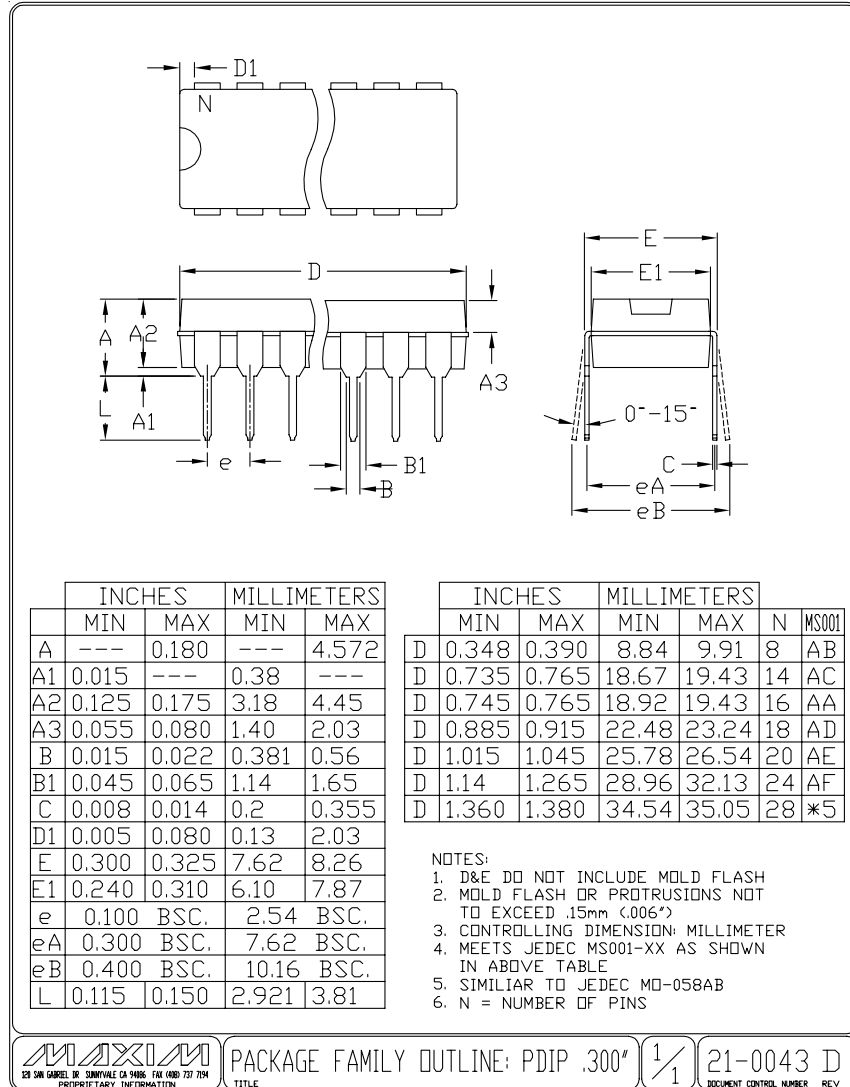 D1
N
E
D
E1
A
A2
A3
L
A1
0°-15°
e
B1
B
C
eA
eB
INCHES MILLIMETERS
MIN MAX MIN MAX
A --- 0.180 --- 4.572
A1 0.015 --- 0.38 ---
A2 0.125 0.175 3.18 4.45
A3 0.055 0.080 1.40 2.03
B 0.015 0.022 0.381 0.56
B1 0.045 0.065 1.14 1.65
C 0.008 0.014 0.2 0.355
D1 0.005 0.080 0.13 2.03
E 0.300 0.325 7.62 8.26
E1 0.240 0.310 6.10 7.87
e 0.100 BSC. 2.54 BSC.
eA 0.300 BSC. 7.62 BSC.
eB 0.400 BSC. 10.16 BSC.
L 0.115 0.150 2.921 3.81
INCHES MILLIMETERS
MIN MAX MIN MAX N MS001
D 0.348 0.390 8.84 9.91 8 AB
D 0.735 0.765 18.67 19.43 14 AC
D 0.745 0.765 18.92 19.43 16 AA
D 0.885 0.915 22.48 23.24 18 AD
D 1.015 1.045 25.78 26.54 20 AE
D 1.14 1.265 28.96 32.13 24 AF
D 1.360 1.380 34.54 35.05 28 *5
NOTES:
1. D&E DO NOT INCLUDE MOLD FLASH
2. MOLD FLASH OR PROTRUSIONS NOT
TO EXCEED .15mm (.006")
3. CONTROLLING DIMENSION: MILLIMETER
4. MEETS JEDEC MS001-XX AS SHOWN
IN ABOVE TABLE
5. SIMILIAR TO JEDEC MO-058AB
6. N = NUMBER OF PINS
MAXIM
120 SAN GABRIEL DR SUNNYVALE CA 94086 FAX (408) 737 7194
PROPRIETARY INFORMATION
PACKAGE FAMILY OUTLINE: PDIP .300"
TITLE
1/1
21-0043 D
DOCUMENT CONTROL NUMBER REV